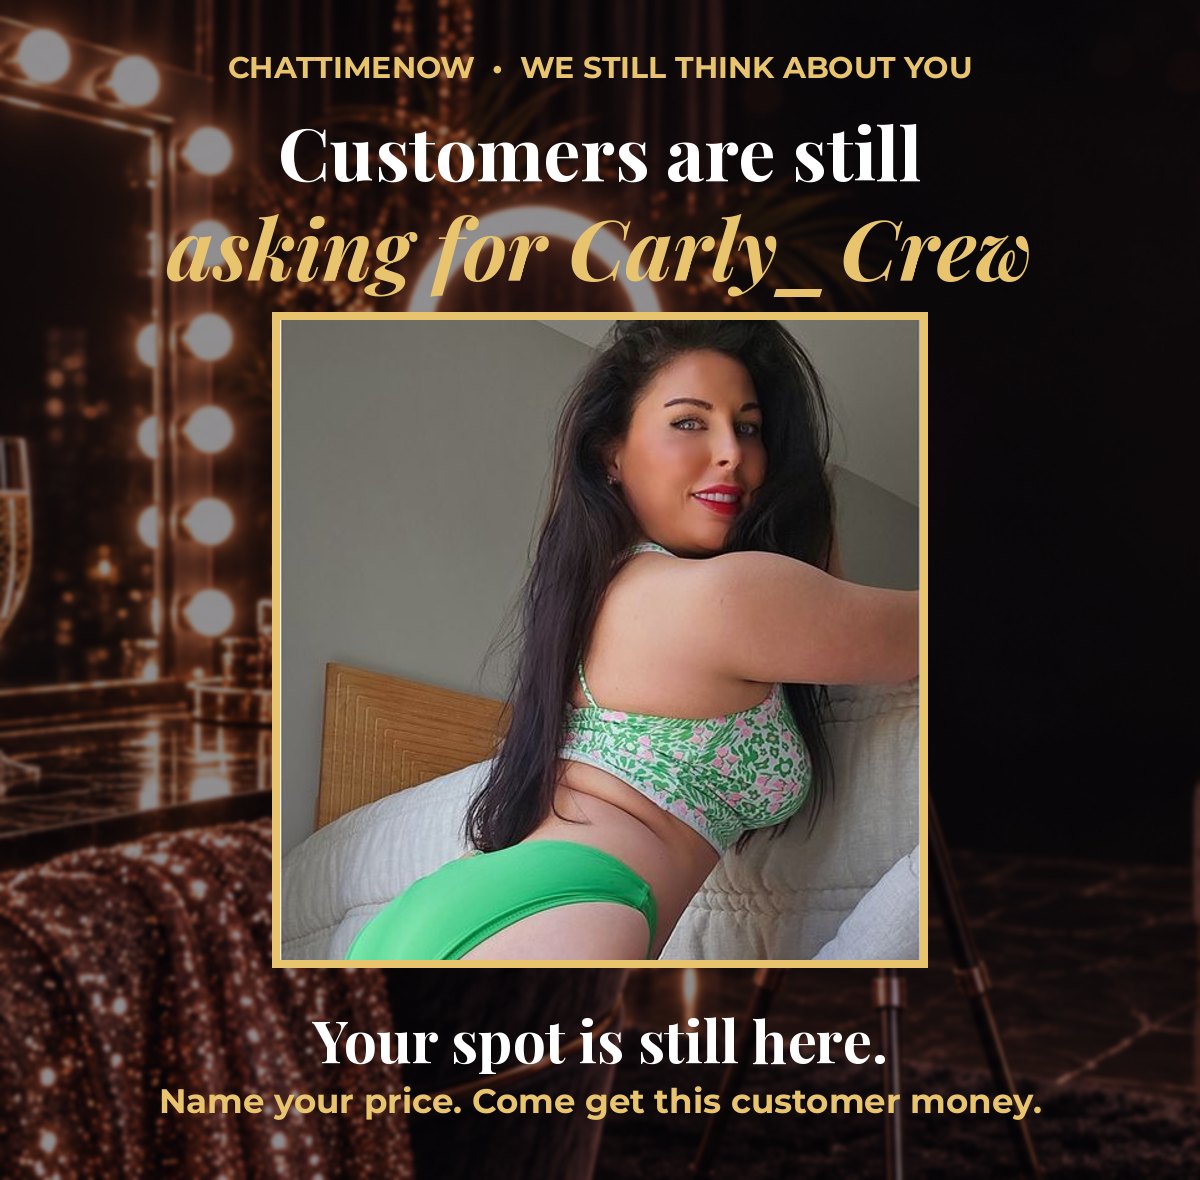 CHATTIMENOW • WE STILL THINK ABOUT YOU
Customers are still
asking for Carly_ Crew
Your spot is still here.
Name your price. Come get this customer money.